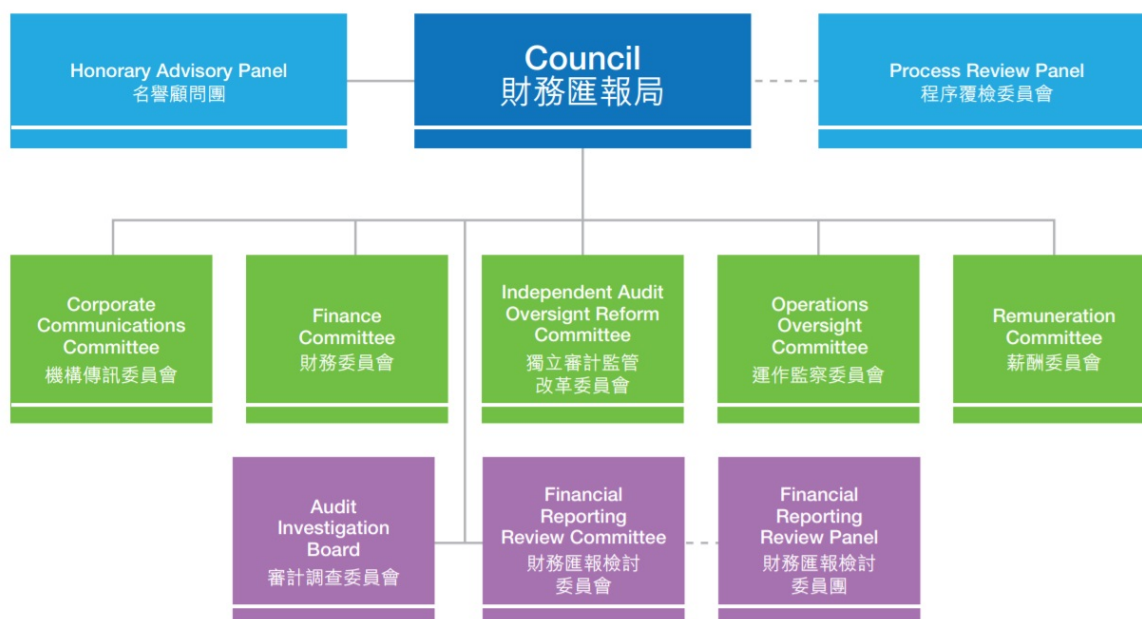 Honorary Advisory Panel
名譽顧問團
Council
財務匯報局
Process Review Panel
程序覆檢委員會
Corporate
Communications
Committee
機構傳訊委員會
Finance
Committee
財務委員會
Independent Audit
Oversight Reform
Committee
獨立審計監管
改革委員會
Operations
Oversight
Committee
運作監察委員會
Remuneration
Committee
薪酬委員會
Audit
Investigation
Board
審計調查委員會
Financial
Reporting
Review Committee
財務匯報檢討
委員會
Financial
Reporting
Review Panel
財務匯報檢討
委員團